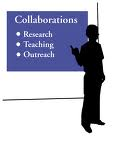 Collaborations
● Research
● Teaching
● Outreach